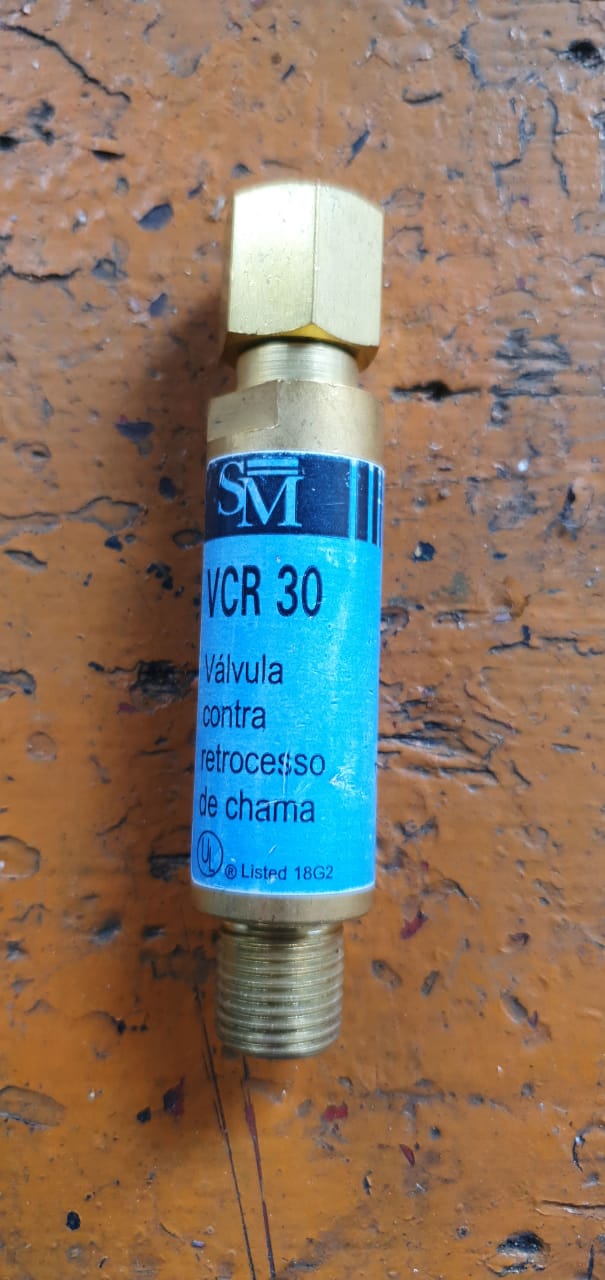 SM
VCR 30
Válvula
contra
retrocesso
de chama
UL ® Listed 18G2